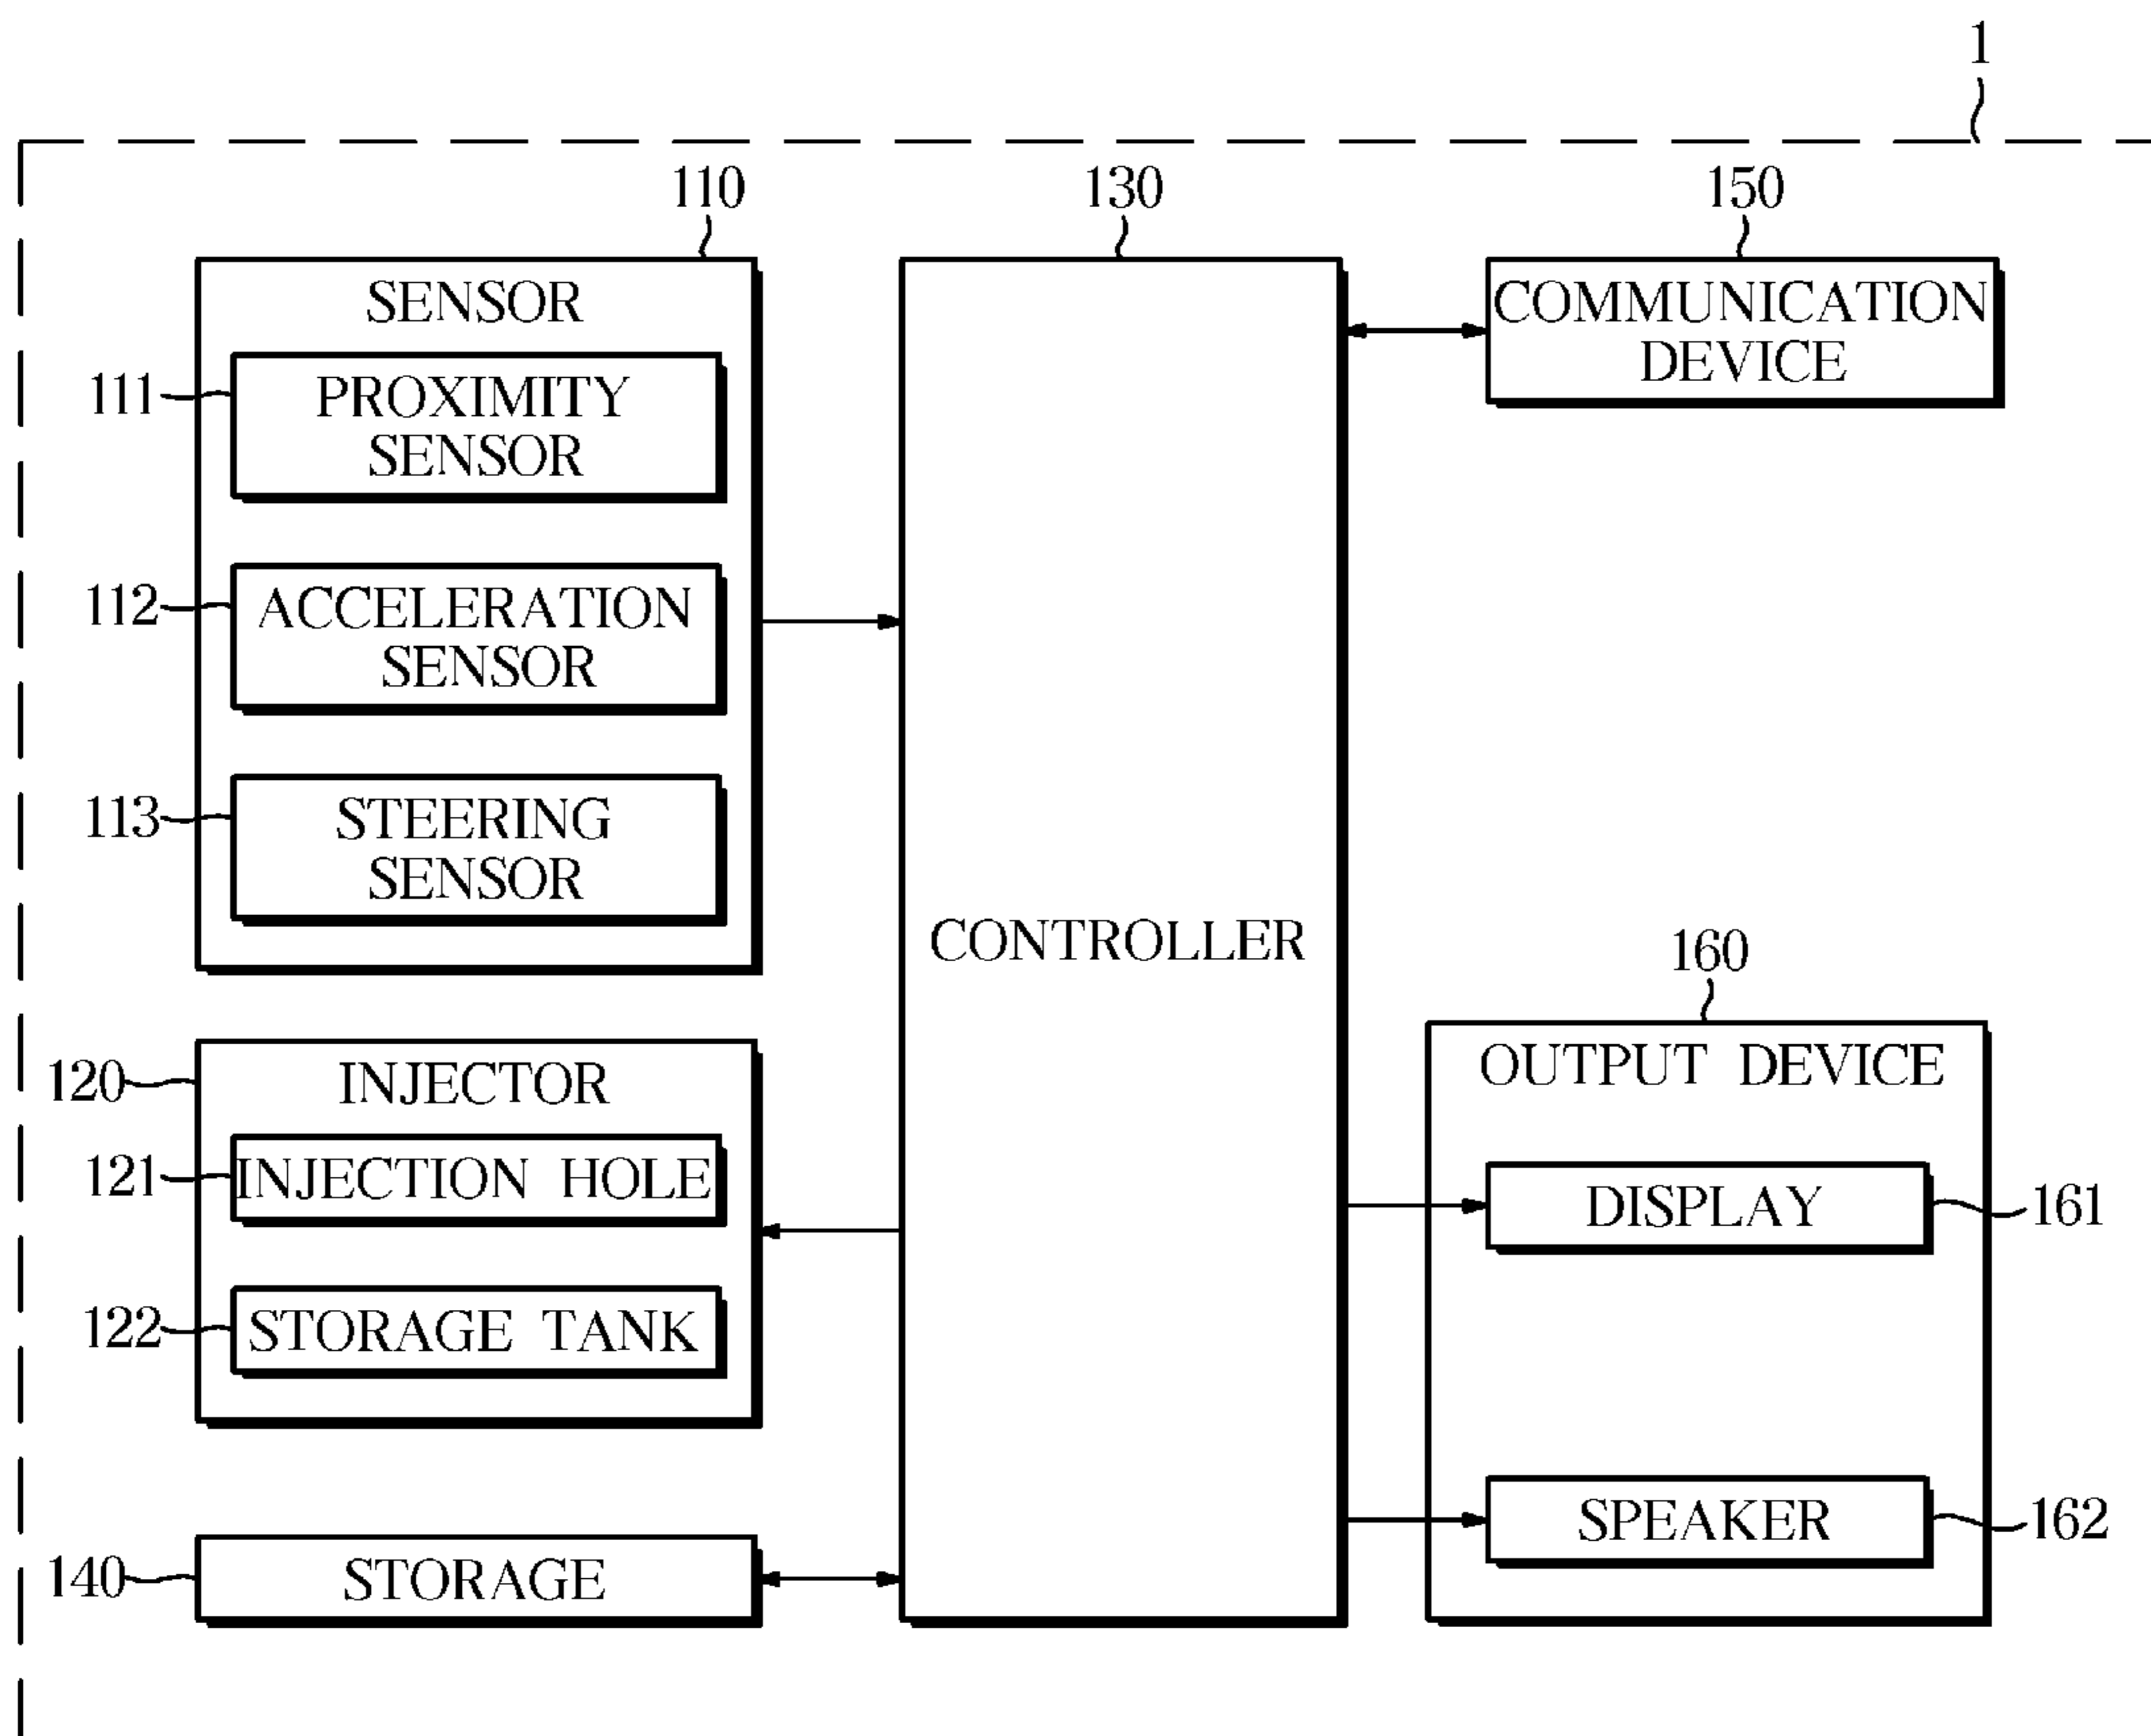 1
110
130
150
SENSOR
COMMUNICATION
DEVICE
111
PROXIMITY
SENSOR
112
ACCELERATION
SENSOR
113
STEERING
SENSOR
CONTROLLER
160
OUTPUT DEVICE
120
INJECTOR
121
INJECTION HOLE
DISPLAY
161
122
STORAGE TANK
SPEAKER
162
140
STORAGE